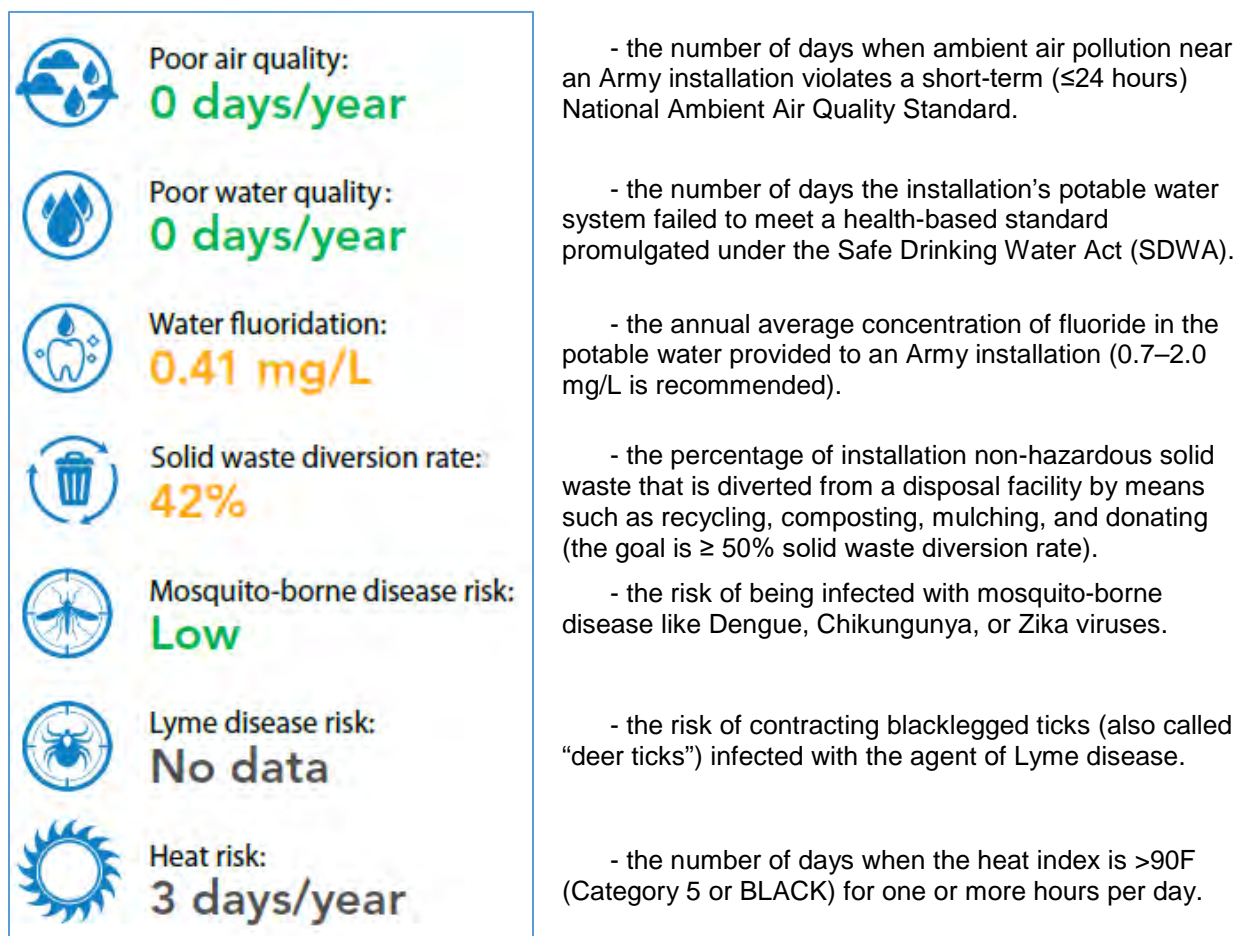 Poor air quality:
0 days/year
- the number of days when ambient air pollution near
an Army installation violates a short-term (≤24 hours)
National Ambient Air Quality Standard.
Poor water quality:
0 days/year
- the number of days the installation’s potable water
system failed to meet a health-based standard
promulgated under the Safe Drinking Water Act (SDWA).
Water fluoridation:
0.41 mg/L
- the annual average concentration of fluoride in the
potable water provided to an Army installation (0.7–2.0
mg/L is recommended).
Solid waste diversion rate:
42%
- the percentage of installation non-hazardous solid
waste that is diverted from a disposal facility by means
such as recycling, composting, mulching, and donating
(the goal is ≥ 50% solid waste diversion rate).
Mosquito-borne disease risk:
Low
- the risk of being infected with mosquito-borne
disease like Dengue, Chikungunya, or Zika viruses.
Lyme disease risk:
No data
- the risk of contracting blacklegged ticks (also called
“deer ticks”) infected with the agent of Lyme disease.
Heat risk:
3 days/year
- the number of days when the heat index is >90F
(Category 5 or BLACK) for one or more hours per day.